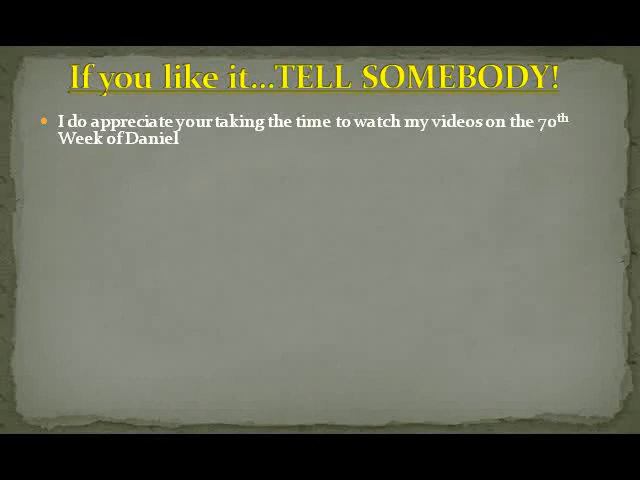 If you like it...TELL SOMEBODY!
• I do appreciate your taking the time to watch my videos on the 70th
Week of Daniel